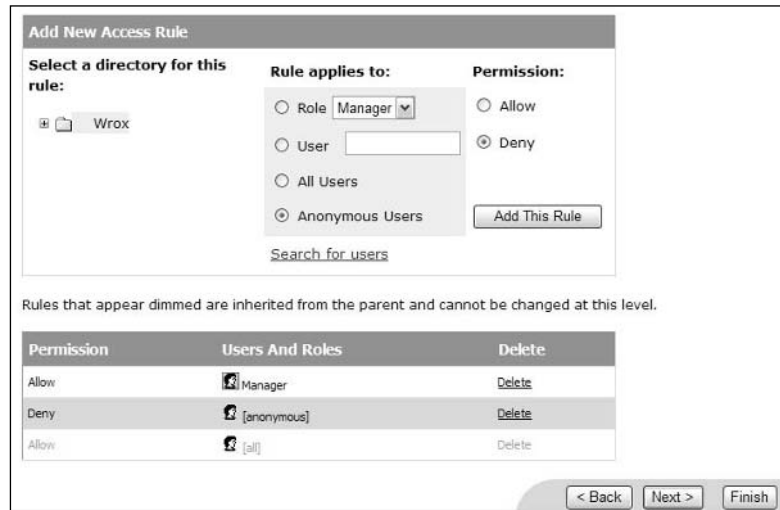 Add New Access Rule
Select a directory for this
rule:
Wrox
Rule applies to:
Role Manager
User
All Users
Anonymous Users
Search for users
Permission:
Allow
Deny
Add This Rule
Rules that appear dimmed are inherited from the parent and cannot be changed at this level.
Permission Users And Roles Delete
Allow Manager Delete
Deny [anonymous] Delete
Allow [all] Delete
< Back Next > Finish